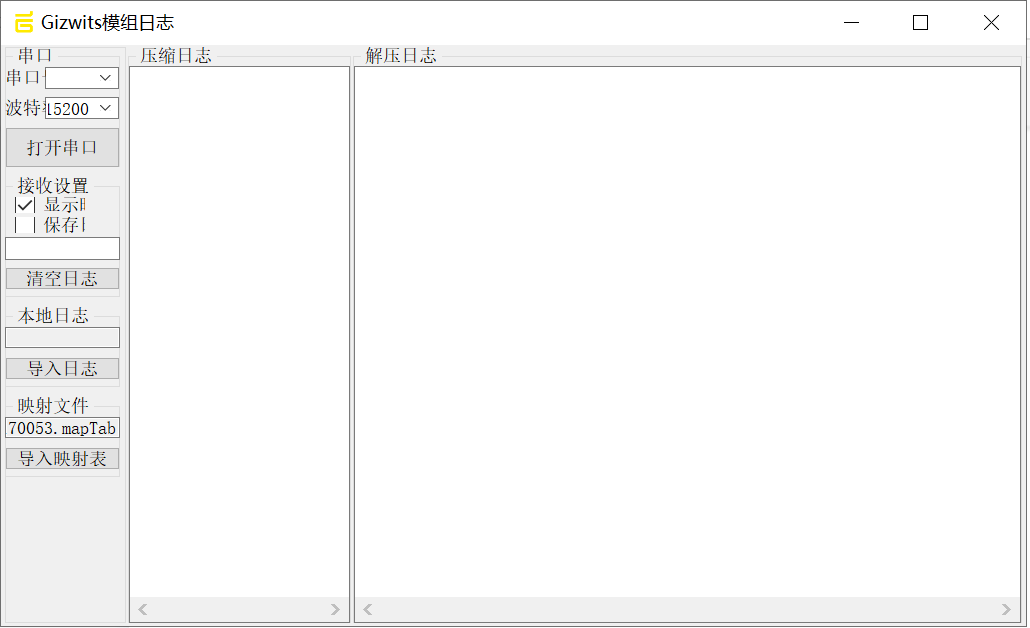 Gizwits模组日志
串口
串口
波特
15200
打开串口
接收设置
显示
保存
清空日志
本地日志
导入日志
映射文件
70053.mapTab
导入映射表
压缩日志
解压日志